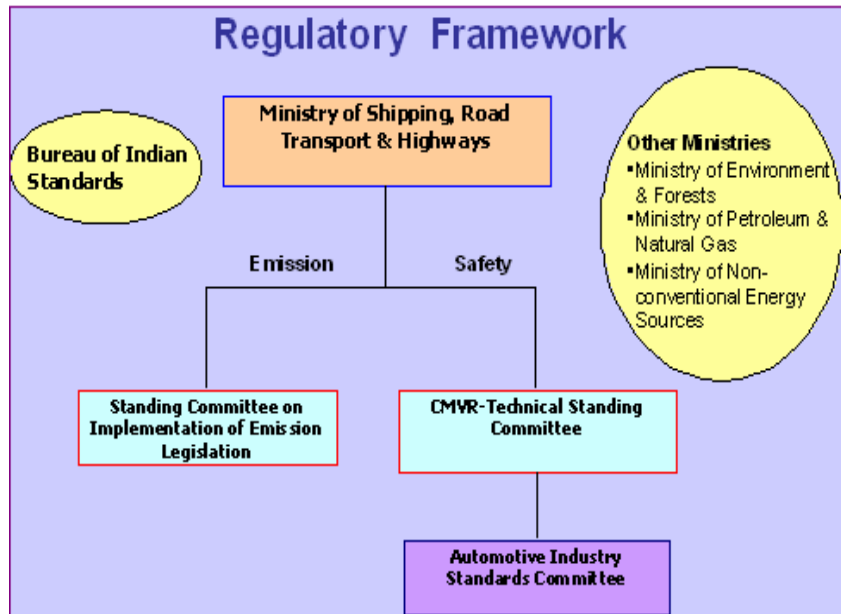 Regulatory Framework
Ministry of Shipping, Road
Transport & Highways
Bureau of Indian
Standards
Other Ministries
▪Ministry of Environment
& Forests
▪Ministry of Petroleum &
Natural Gas
▪Ministry of Non-
conventional Energy
Sources
Emission
Safety
Standing Committee on
Implementation of Emission
Legislation
CMVR-Technical Standing
Committee
Automotive Industry
Standards Committee